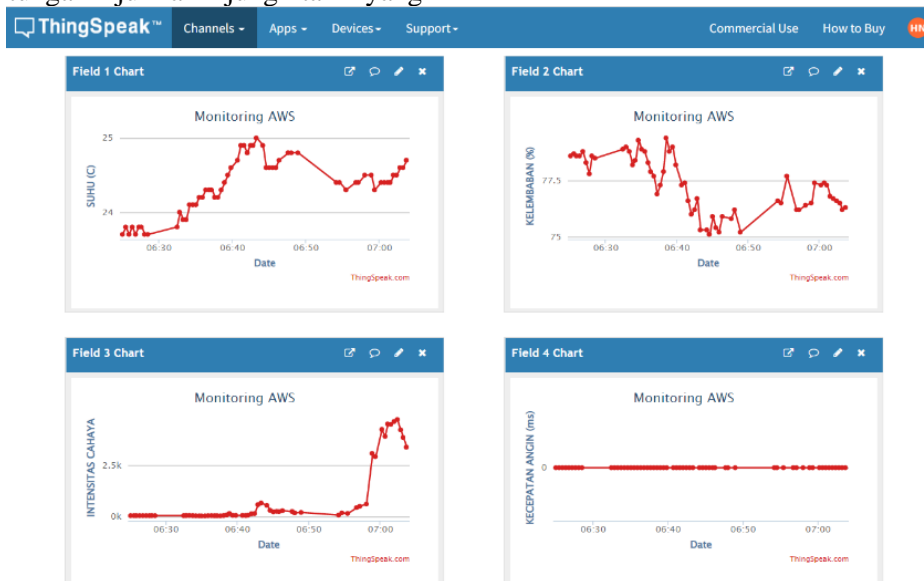 ThingSpeak™ Channels Apps Devices Support Commercial Use How to Buy HN
Field 1 Chart
Monitoring AWS
SUHU (C)
25
24
06:30 06:40 06:50 07:00
Date
ThingSpeak.com
Field 2 Chart
Monitoring AWS
KELEMBABAN (%)
77.5
75
06:30 06:40 06:50 07:00
Date
ThingSpeak.com
Field 3 Chart
Monitoring AWS
INTENSITAS CAHAYA
2.5k
0k
06:30 06:40 06:50 07:00
Date
ThingSpeak.com
Field 4 Chart
Monitoring AWS
KECEPATAN ANGIN (ms)
0
06:30 06:40 06:50 07:00
Date
ThingSpeak.com